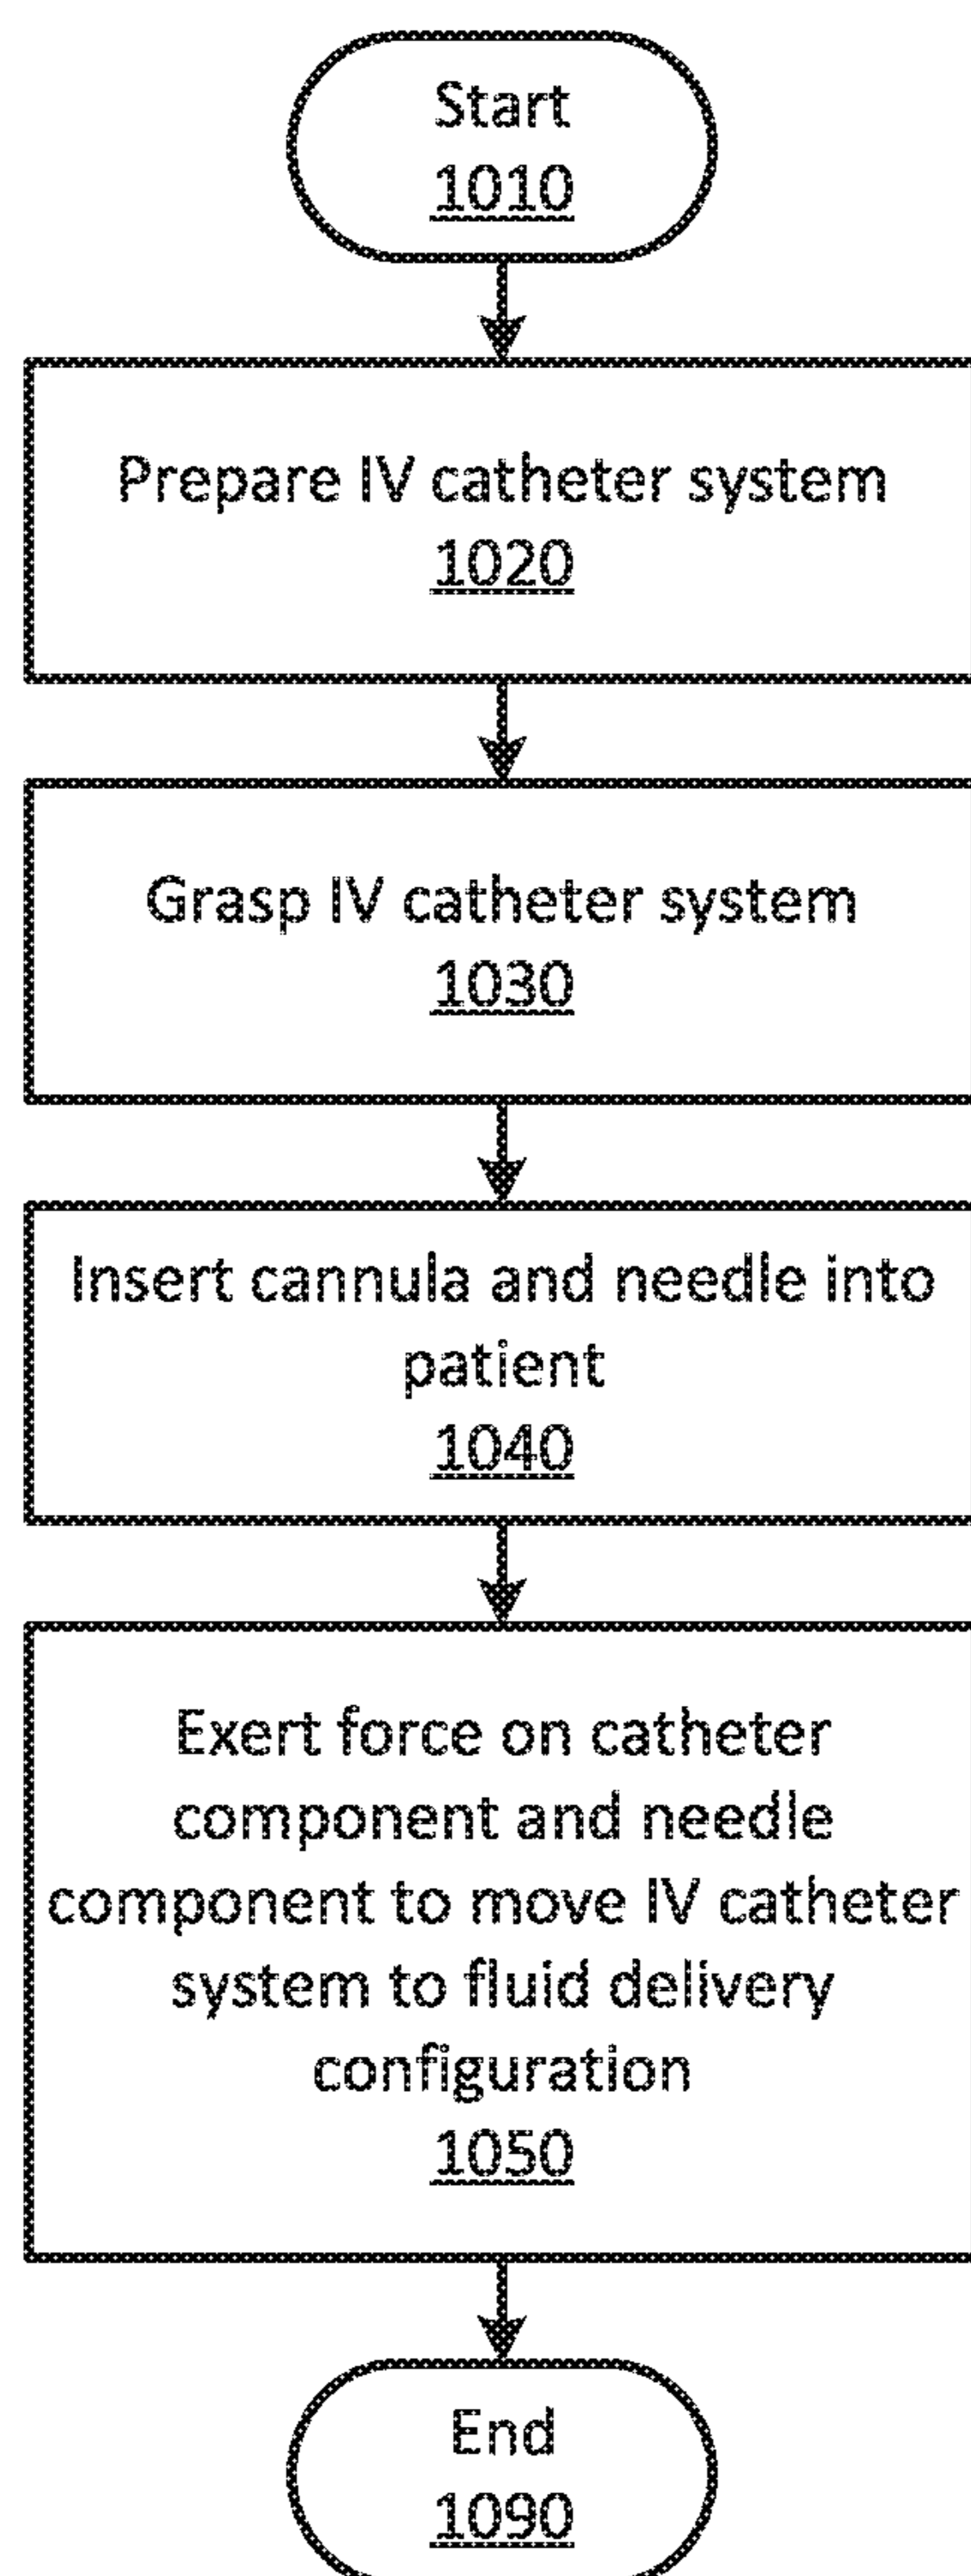 Start
1010
Prepare IV catheter system
1020
Grasp IV catheter system
1030
Insert cannula and needle into
patient
1040
Exert force on catheter
component and needle
component to move IV catheter
system to fluid delivery
configuration
1050
End
1090